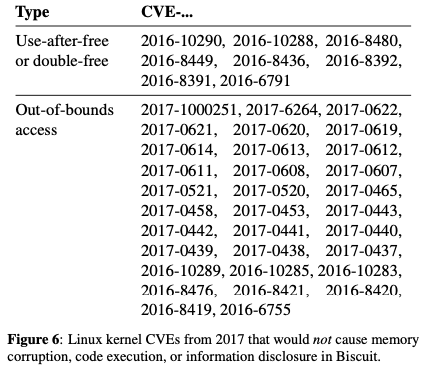 Type CVE-...
Use-after-free 2016-10290, 2016-10288, 2016-8480,
or double-free 2016-8449, 2016-8436, 2016-8392,
2016-8391, 2016-6791
Out-of-bounds 2017-1000251, 2017-6264, 2017-0622,
access 2017-0621, 2017-0620, 2017-0619,
2017-0614, 2017-0613, 2017-0612,
2017-0611, 2017-0608, 2017-0607,
2017-0521, 2017-0520, 2017-0465,
2017-0458, 2017-0453, 2017-0443,
2017-0442, 2017-0441, 2017-0440,
2017-0439, 2017-0438, 2017-0437,
2016-10289, 2016-10285, 2016-10283,
2016-8476, 2016-8421, 2016-8420,
2016-8419, 2016-6755
Figure 6: Linux kernel CVEs from 2017 that would not cause memory
corruption, code execution, or information disclosure in Biscuit.